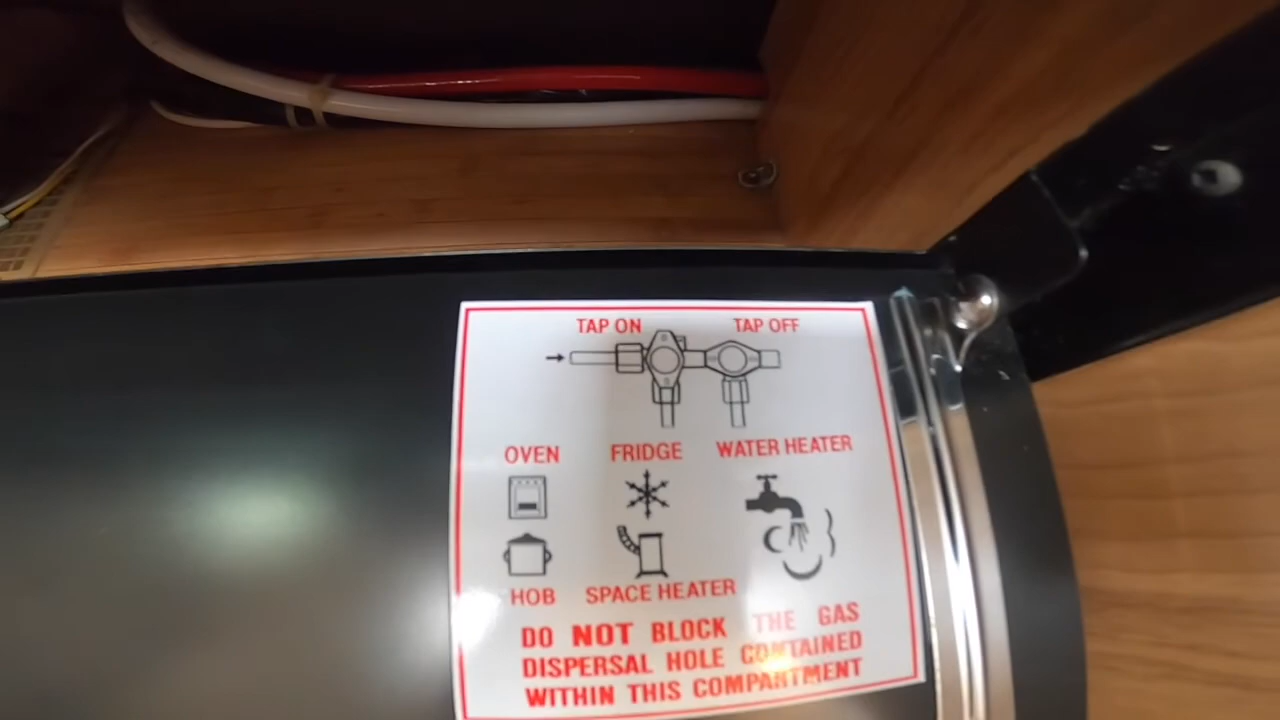 TAP ON TAP OFF
OVEN FRIDGE WATER HEATER
HOB SPACE HEATER
DO NOT BLOCK THE GAS
DISPERSAL HOLE CONTAINED
WITHIN THIS COMPARTMENT